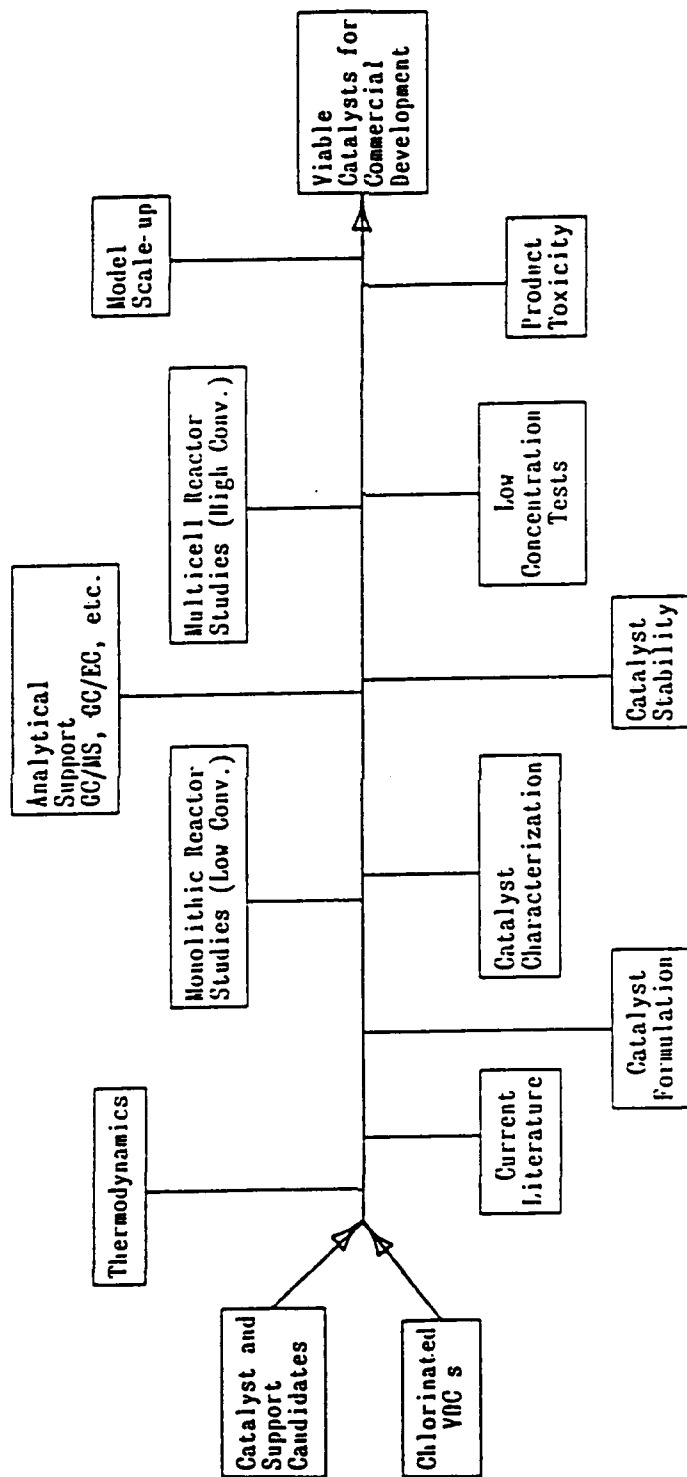 Catalyst and
Support
Candidates
Chlorinated
VOC s
Thermodynamics
Current
Literature
Catalyst
Formulation
Monolithic Reactor
Studies (Low Conv.)
Catalyst
Characterization
Analytical
Support
GC/MS, GC/EC, etc.
Catalyst
Stability
Multicell Reactor
Studies (High Conv.)
Low
Concentration
Tests
Model
Scale-up
Product
Toxicity
Viable
Catalysts for
Commercial
Development